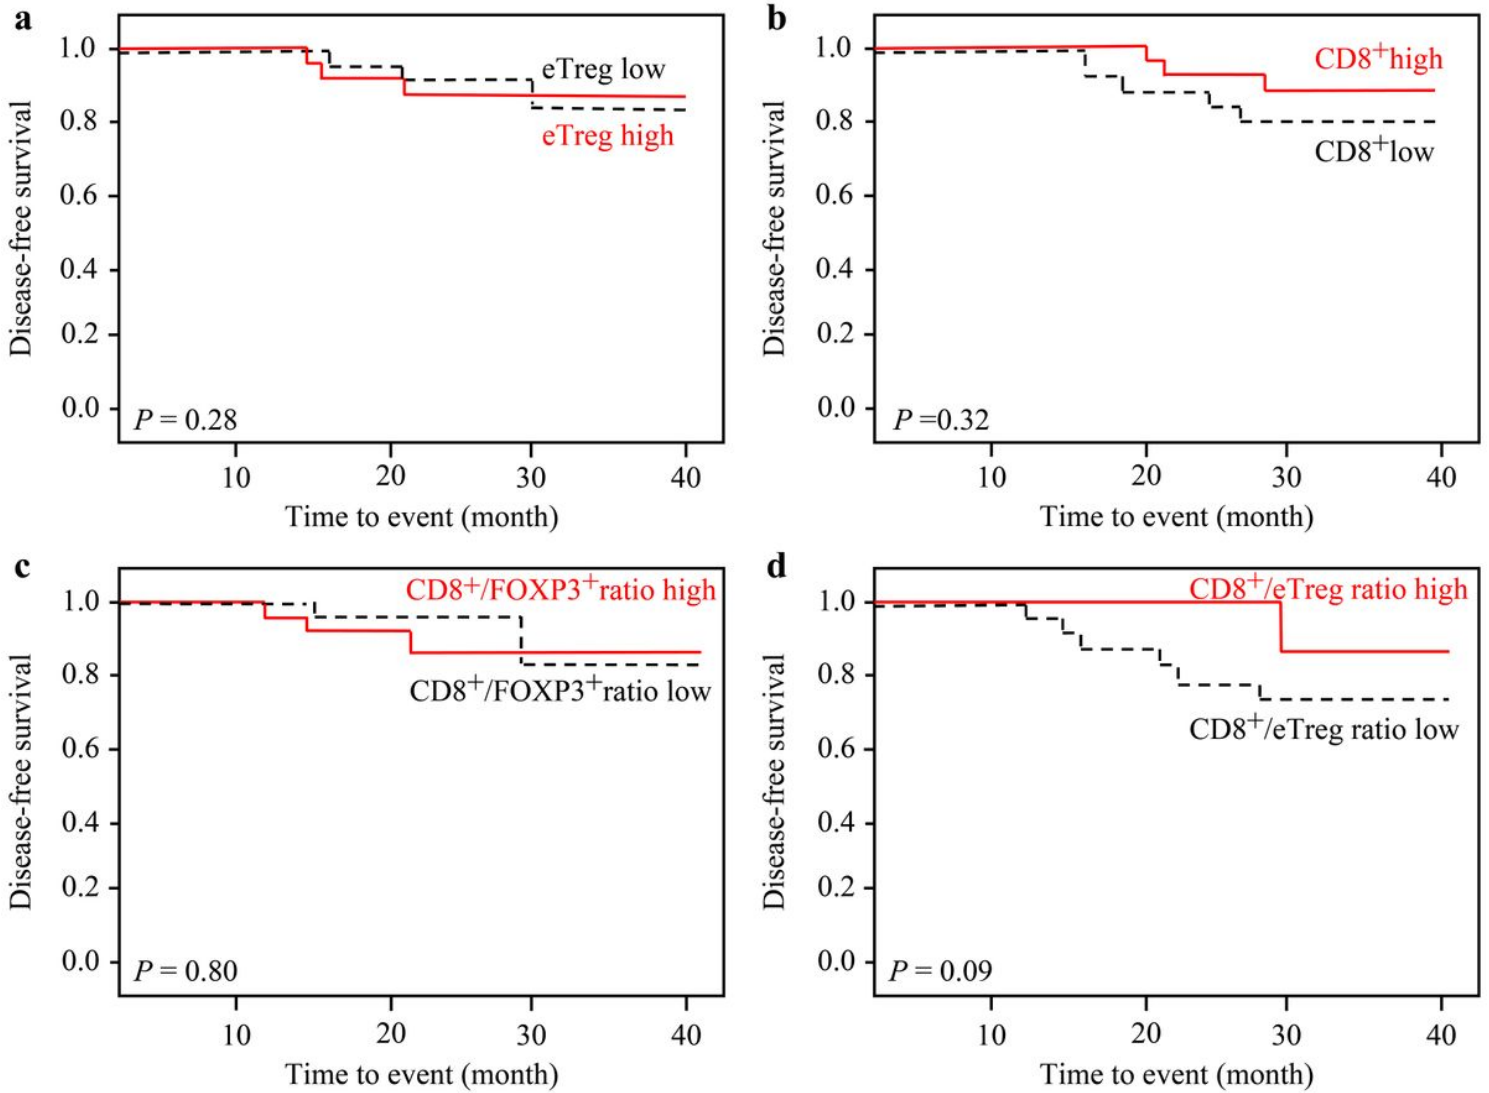 a
Disease-free survival
1.0
0.8
0.6
0.4
0.2
0.0
eTreg low
eTreg high
P = 0.28
10 20 30 40
Time to event (month)
b
Disease-free survival
1.0
0.8
0.6
0.4
0.2
0.0
CD8+high
CD8+low
P =0.32
10 20 30 40
Time to event (month)
c
Disease-free survival
1.0
0.8
0.6
0.4
0.2
0.0
CD8+/FOXP3+ratio high
CD8+/FOXP3+ratio low
P = 0.80
10 20 30 40
Time to event (month)
d
Disease-free survival
1.0
0.8
0.6
0.4
0.2
0.0
CD8+/eTreg ratio high
CD8+/eTreg ratio low
P = 0.09
10 20 30 40
Time to event (month)